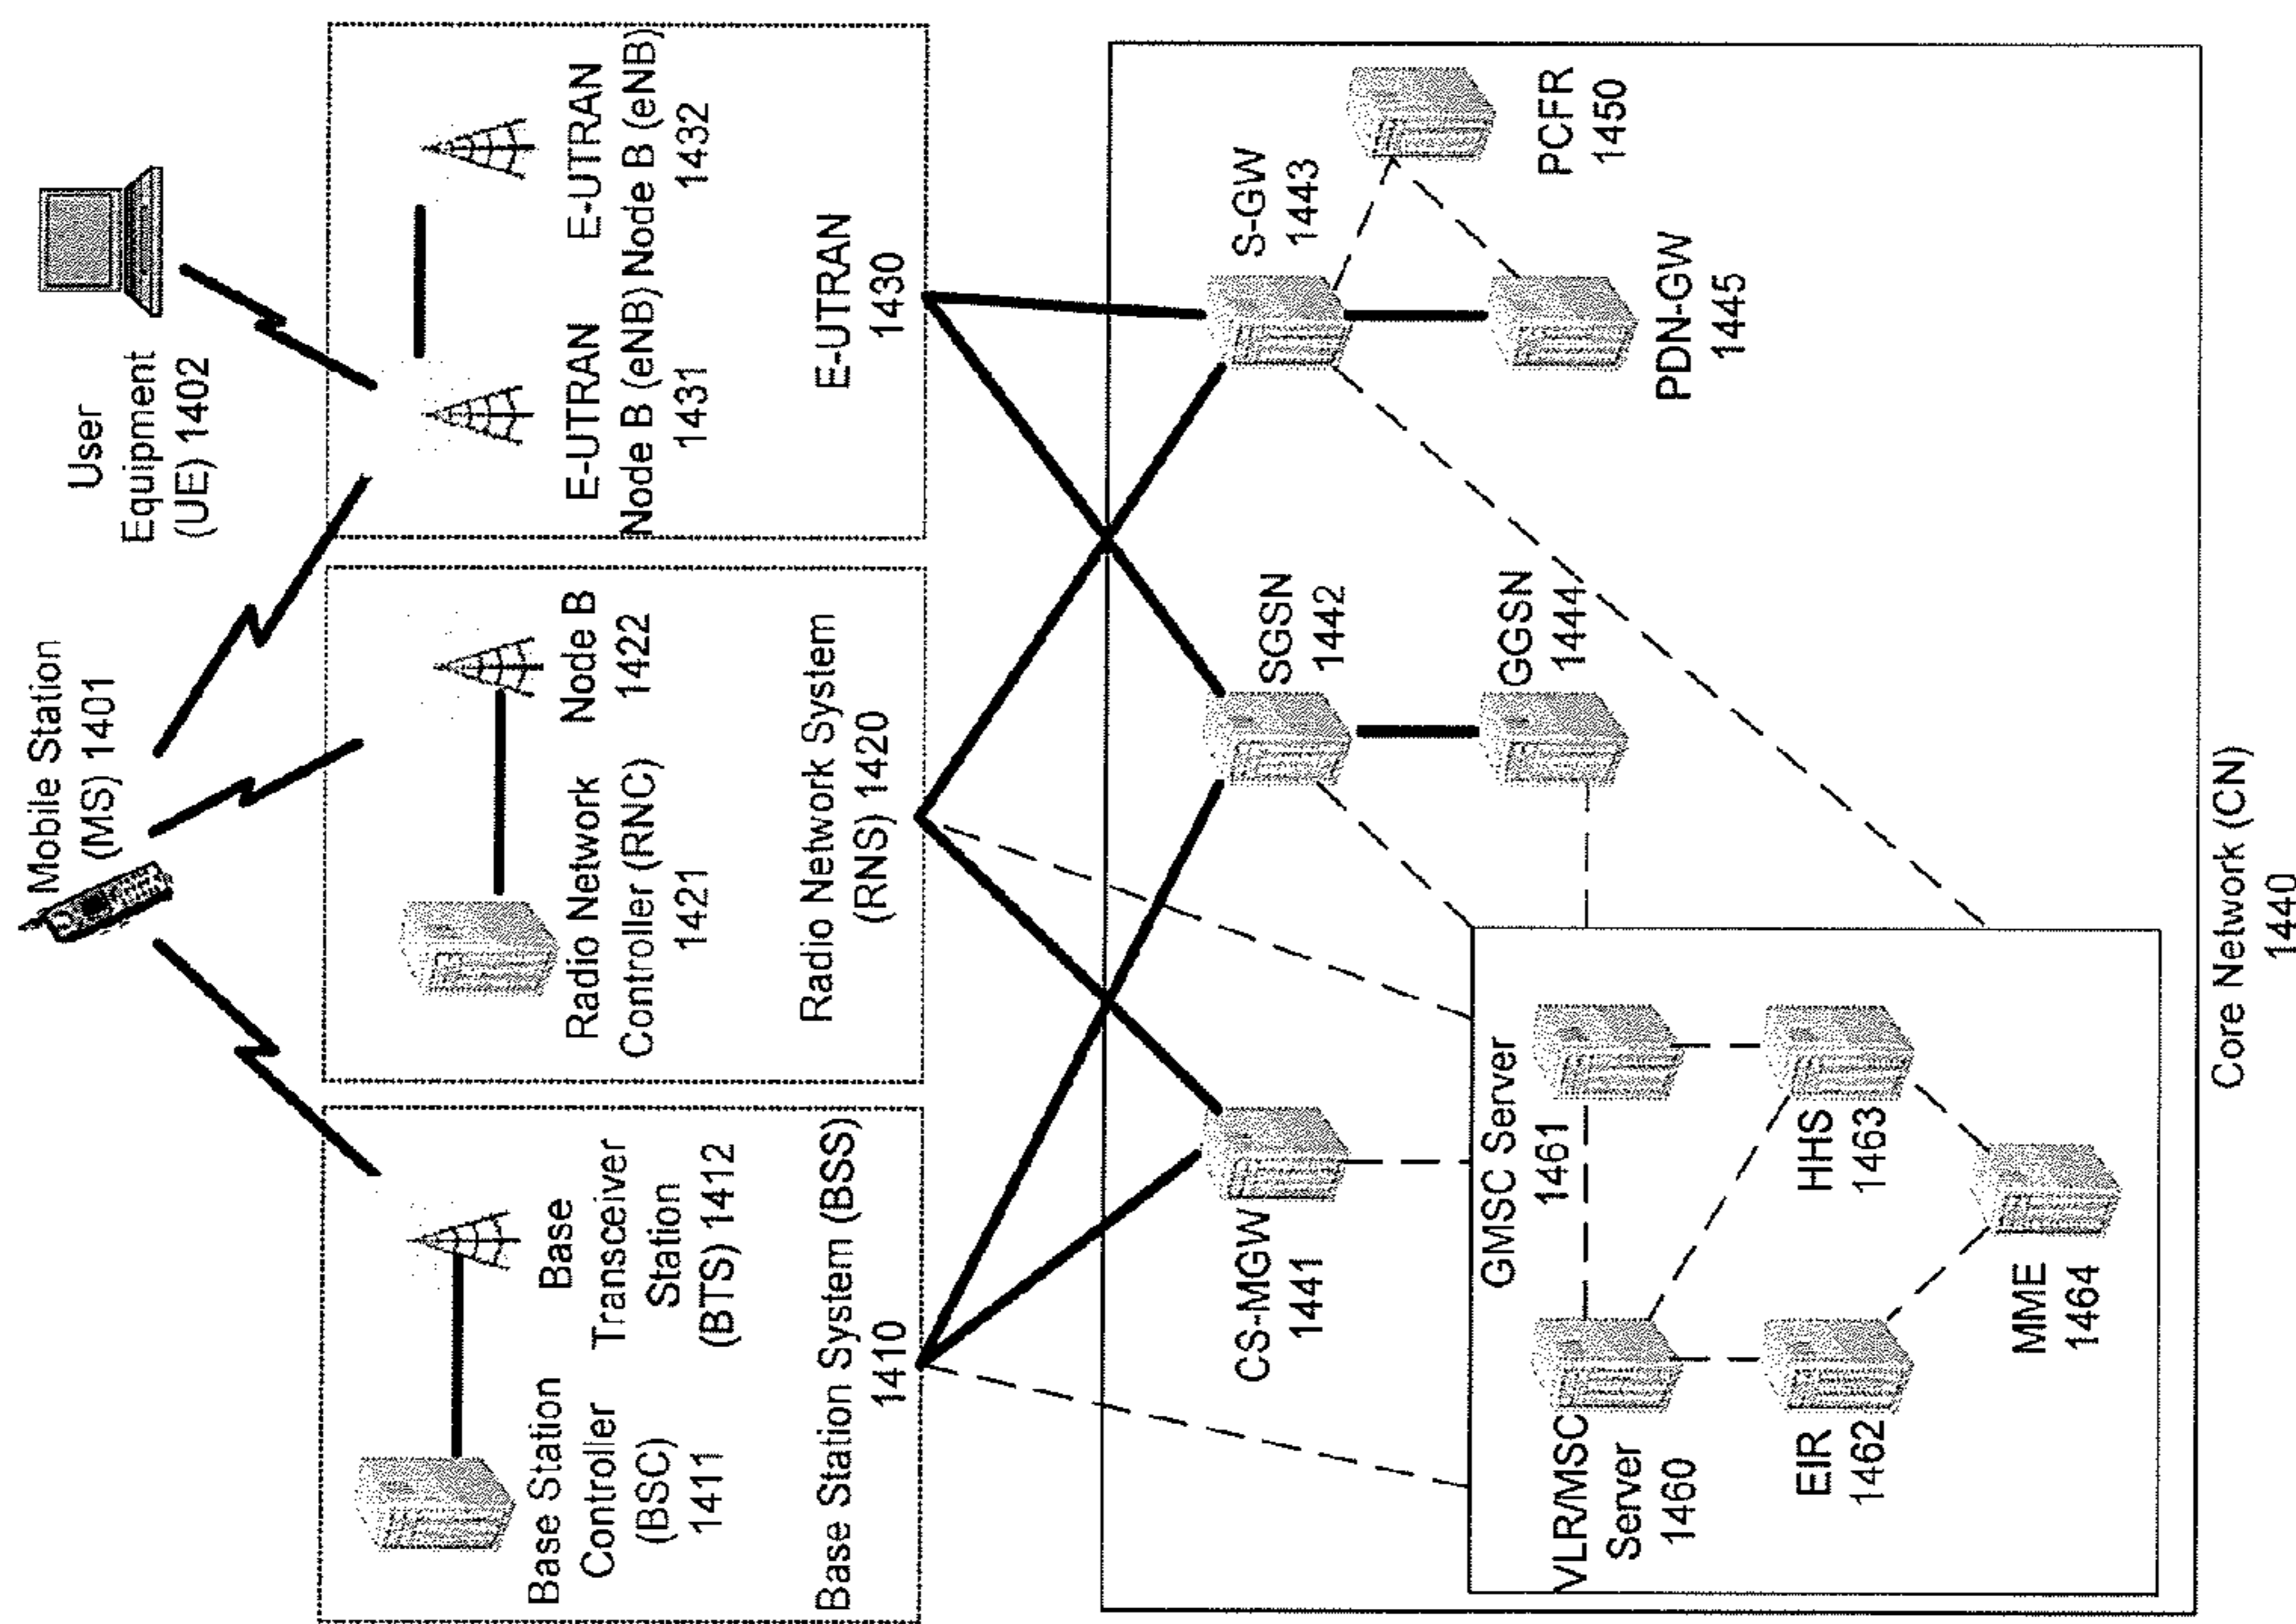 Mobile Station
(MS) 1401
User
Equipment
(UE) 1402
Base Station
Controller
(BSC)
1411
Base
Transceiver
Station
(BTS) 1412
Base Station System (BSS)
1410
Radio Network
Controller (RNC)
1421
Node B
1422
Radio Network System
(RNS) 1420
E-UTRAN
Node B (eNB)
1431
E-UTRAN
Node B (eNB)
1432
E-UTRAN
1430
CS-MGW
1441
SGSN
1442
S-GW
1443
GGSN
1444
PDN-GW
1445
PCFR
1450
GMSC Server
1461
VLR/MSC
Server
1460
EIR
1462
HHS
1463
MME
1464
Core Network (CN)
1440